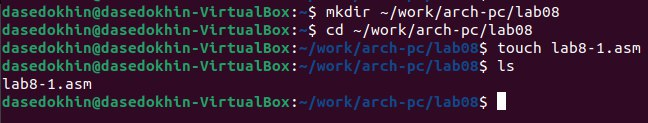 dasedokhin@dasedokhin-VirtualBox:~$ mkdir ~/work/arch-pc/lab08
dasedokhin@dasedokhin-VirtualBox:~$ cd ~/work/arch-pc/lab08
dasedokhin@dasedokhin-VirtualBox:~/work/arch-pc/lab08$ touch lab8-1.asm
dasedokhin@dasedokhin-VirtualBox:~/work/arch-pc/lab08$ ls
lab8-1.asm
dasedokhin@dasedokhin-VirtualBox:~/work/arch-pc/lab08$